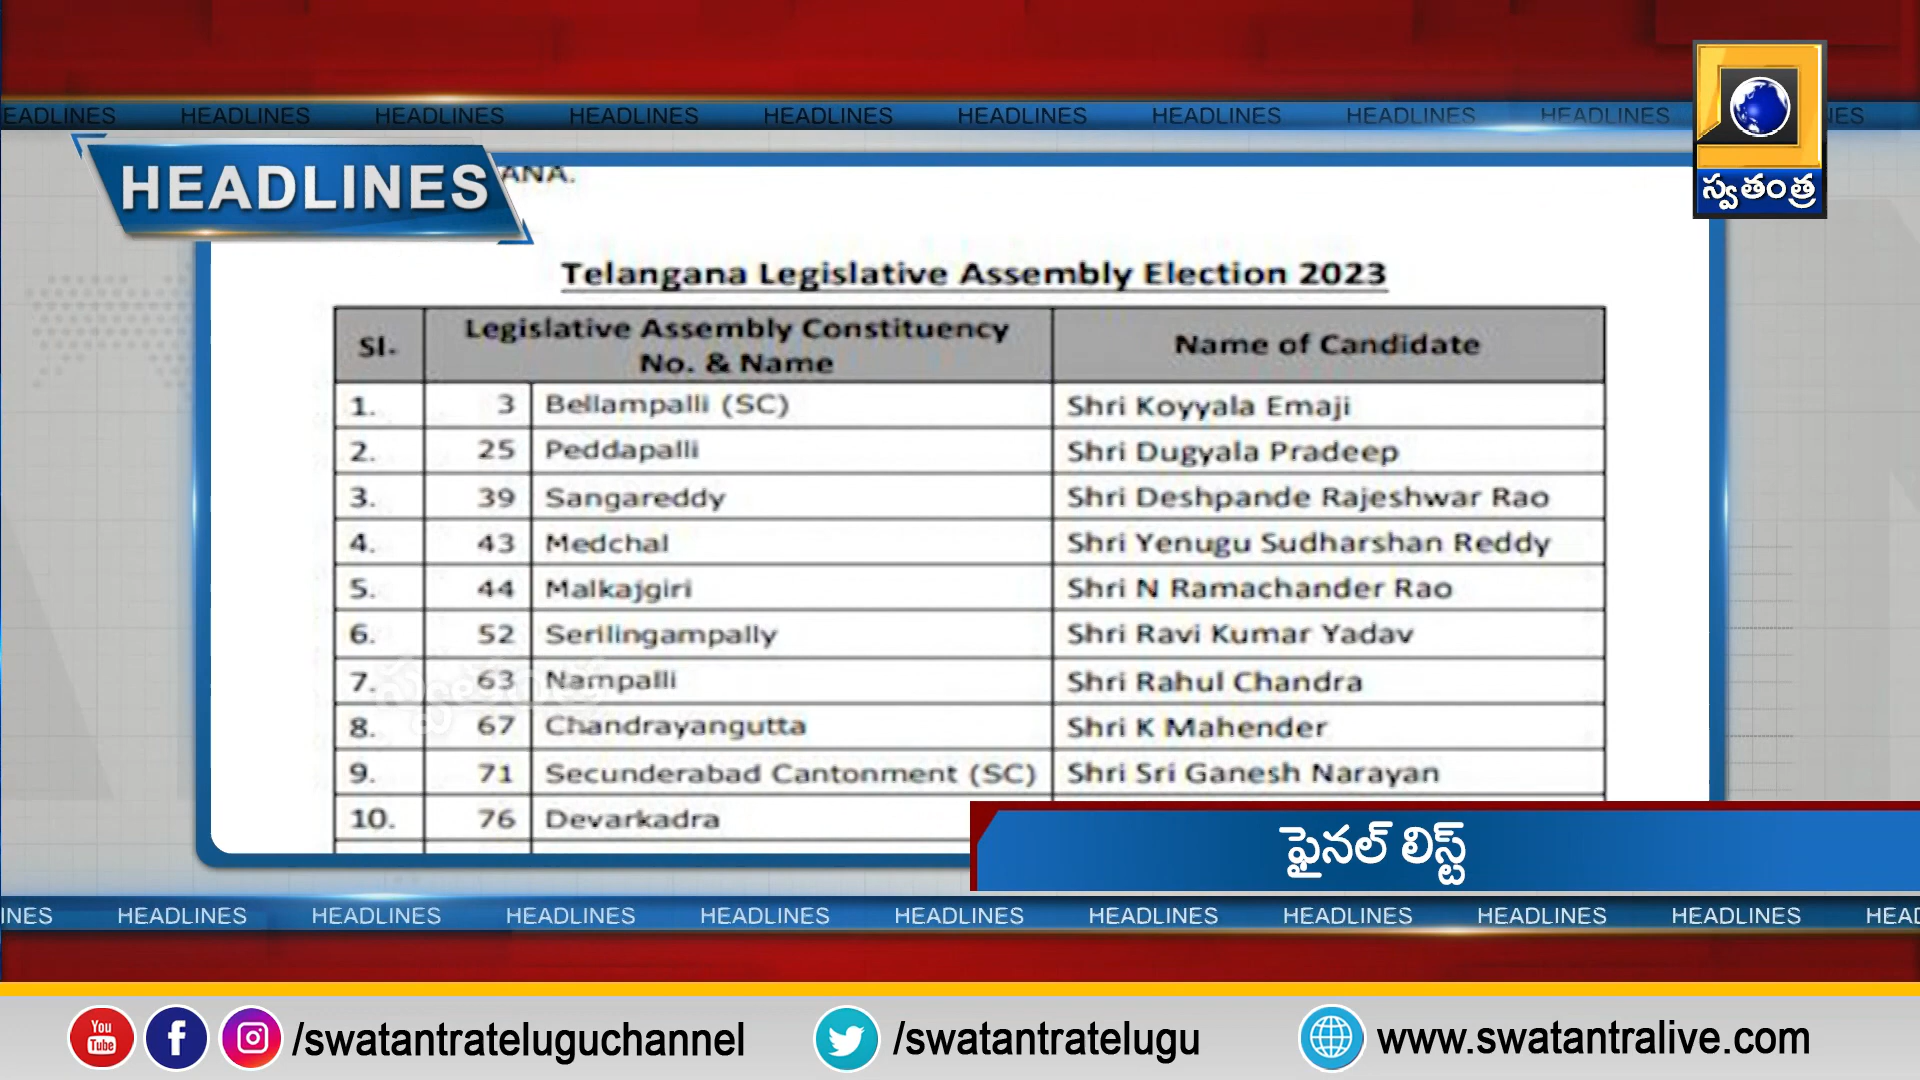 EADLINES HEADLINES HEADLINES HEADLINES HEADLINES HEADLINES HEADLINES HEADLINES HEADLINES NES
HEADLINES
స్వతంత్ర
ANA.
Telangana Legislative Assembly Election 2023
Sl. Legislative Assembly Constituency No. & Name Name of Candidate
1. 3 Bellampalli (SC) Shri Koyyala Emaji
2. 25 Peddapalli Shri Dugyala Pradeep
3. 39 Sangareddy Shri Deshpande Rajeshwar Rao
4. 43 Medchal Shri Yenugu Sudharshan Reddy
5. 44 Malkajgiri Shri N Ramachander Rao
6. 52 Serilingampally Shri Ravi Kumar Yadav
7. 63 Nampalli Shri Rahul Chandra
8. 67 Chandrayangutta Shri K Mahender
9. 71 Secunderabad Cantonment (SC) Shri Sri Ganesh Narayan
10. 76 Devarkadra
ఫైనల్ లిస్ట్
INES HEADLINES HEADLINES HEADLINES HEADLINES HEADLINES HEADLINES HEADLINES HEADLINES HEADLINES HEAD
You Tube /swatantrateluguchannel /swatantratelugu www.swatantralive.com